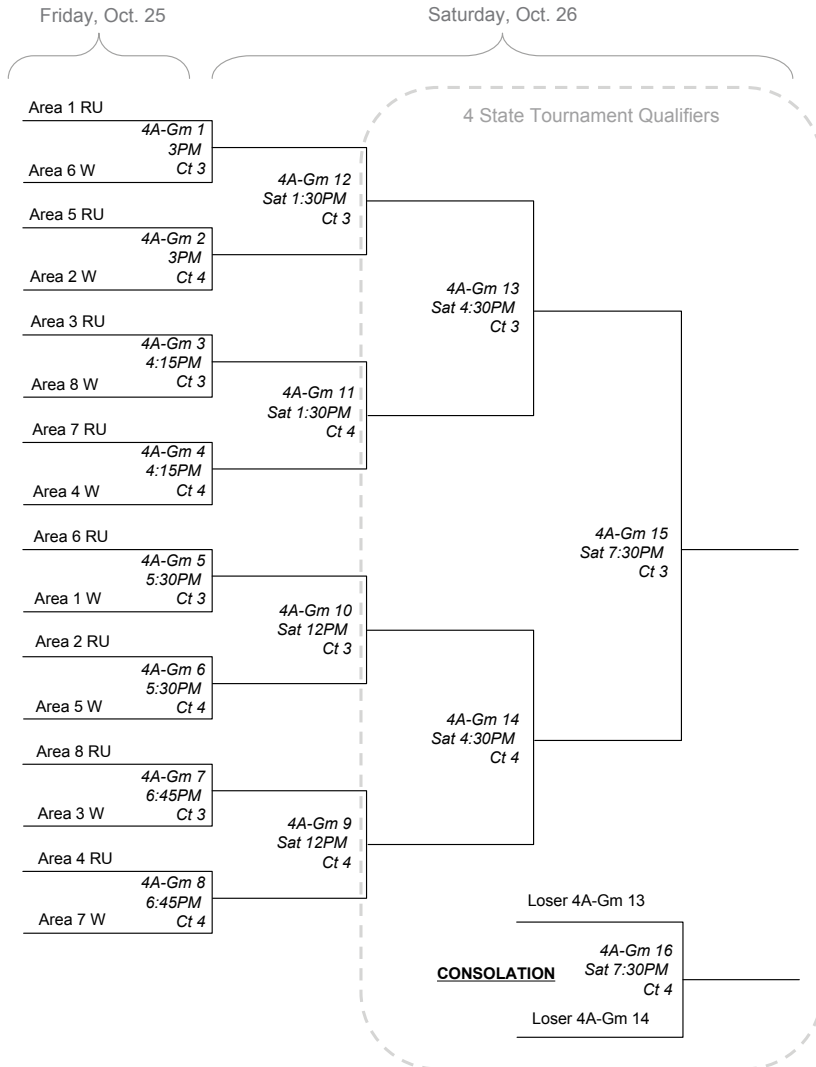 Friday, Oct. 25
Saturday, Oct. 26
4 State Tournament Qualifiers
Area 1 RU
4A-Gm 1
3PM
Ct 3
Area 6 W
4A-Gm 12
Sat 1:30PM
Ct 3
Area 5 RU
4A-Gm 2
3PM
Ct 4
Area 2 W
4A-Gm 13
Sat 4:30PM
Ct 3
Area 3 RU
4A-Gm 3
4:15PM
Ct 3
Area 8 W
4A-Gm 11
Sat 1:30PM
Ct 4
Area 7 RU
4A-Gm 4
4:15PM
Ct 4
Area 4 W
4A-Gm 15
Sat 7:30PM
Ct 3
Area 6 RU
4A-Gm 5
5:30PM
Ct 3
Area 1 W
4A-Gm 10
Sat 12PM
Ct 3
Area 2 RU
4A-Gm 6
5:30PM
Ct 4
Area 5 W
4A-Gm 14
Sat 4:30PM
Ct 4
Area 8 RU
4A-Gm 7
6:45PM
Ct 3
Area 3 W
4A-Gm 9
Sat 12PM
Ct 4
Area 4 RU
4A-Gm 8
6:45PM
Ct 4
Area 7 W
Loser 4A-Gm 13
4A-Gm 16
Sat 7:30PM
Ct 4
CONSOLATION
Loser 4A-Gm 14